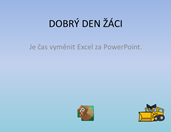 DOBRÝ DEN ŽÁCI
Je čas vyměnit Excel za PowerPoint.